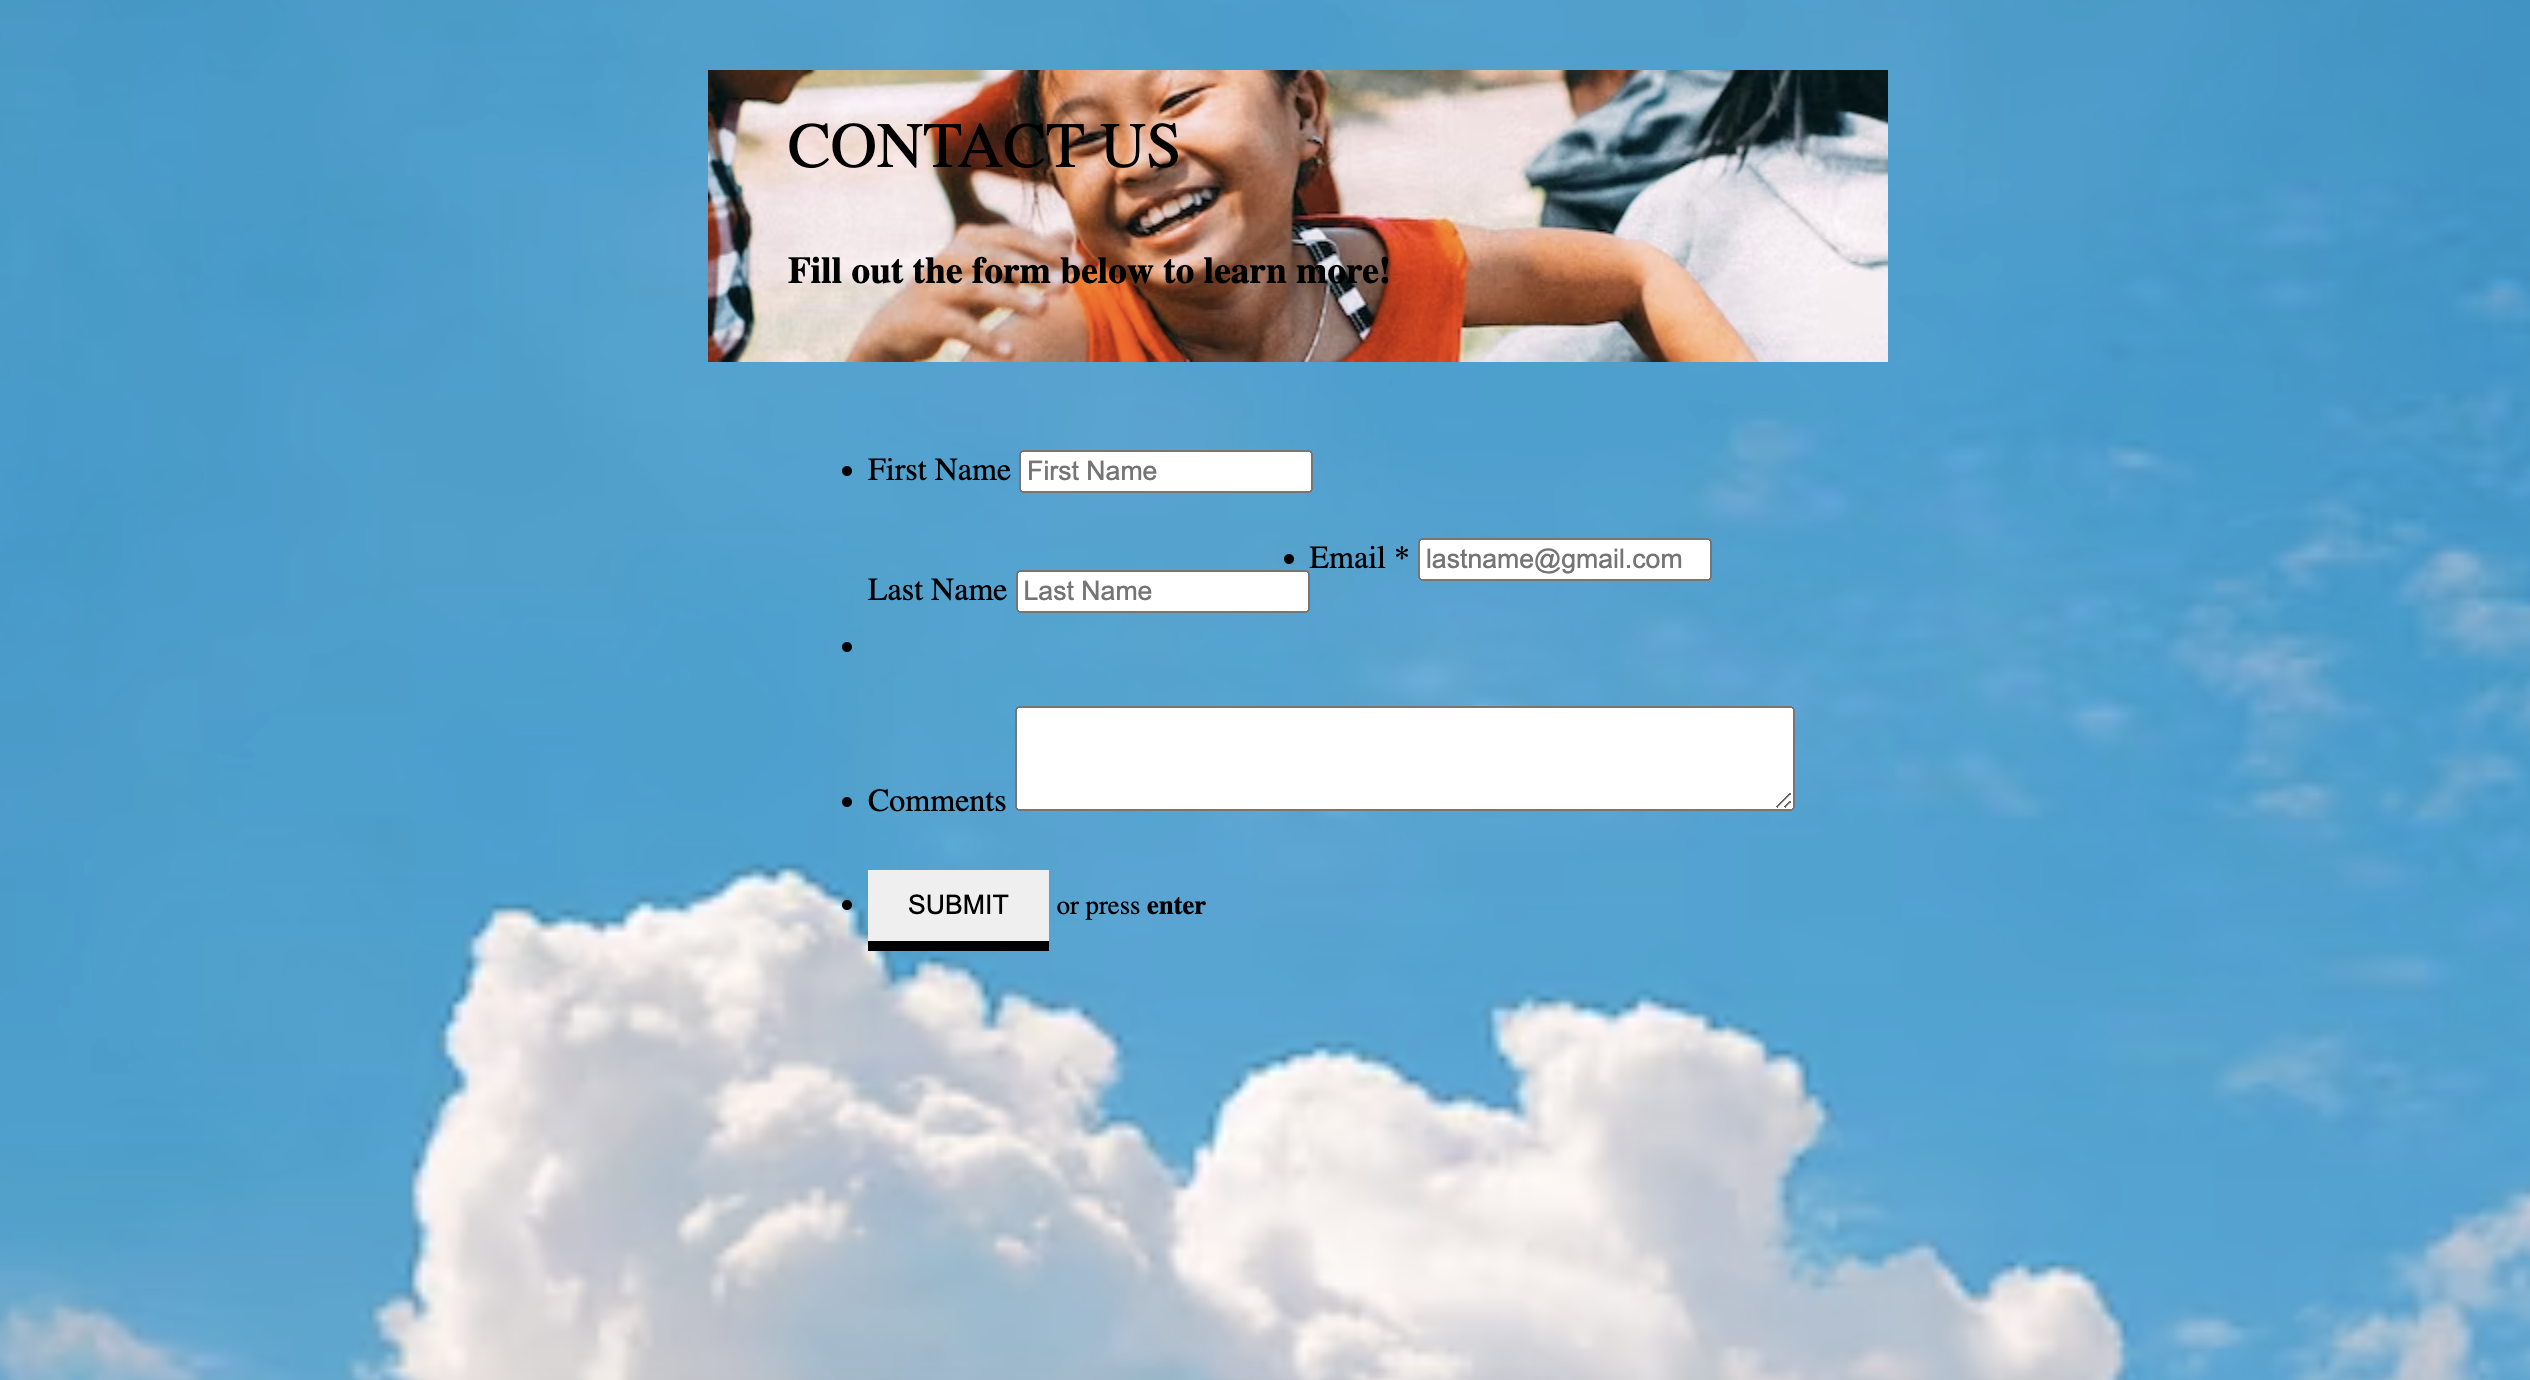 CONTACT US
Fill out the form below to learn more!
• First Name First Name
• Email * lastname@gmail.com
Last Name Last Name
•
• Comments
• SUBMIT or press enter